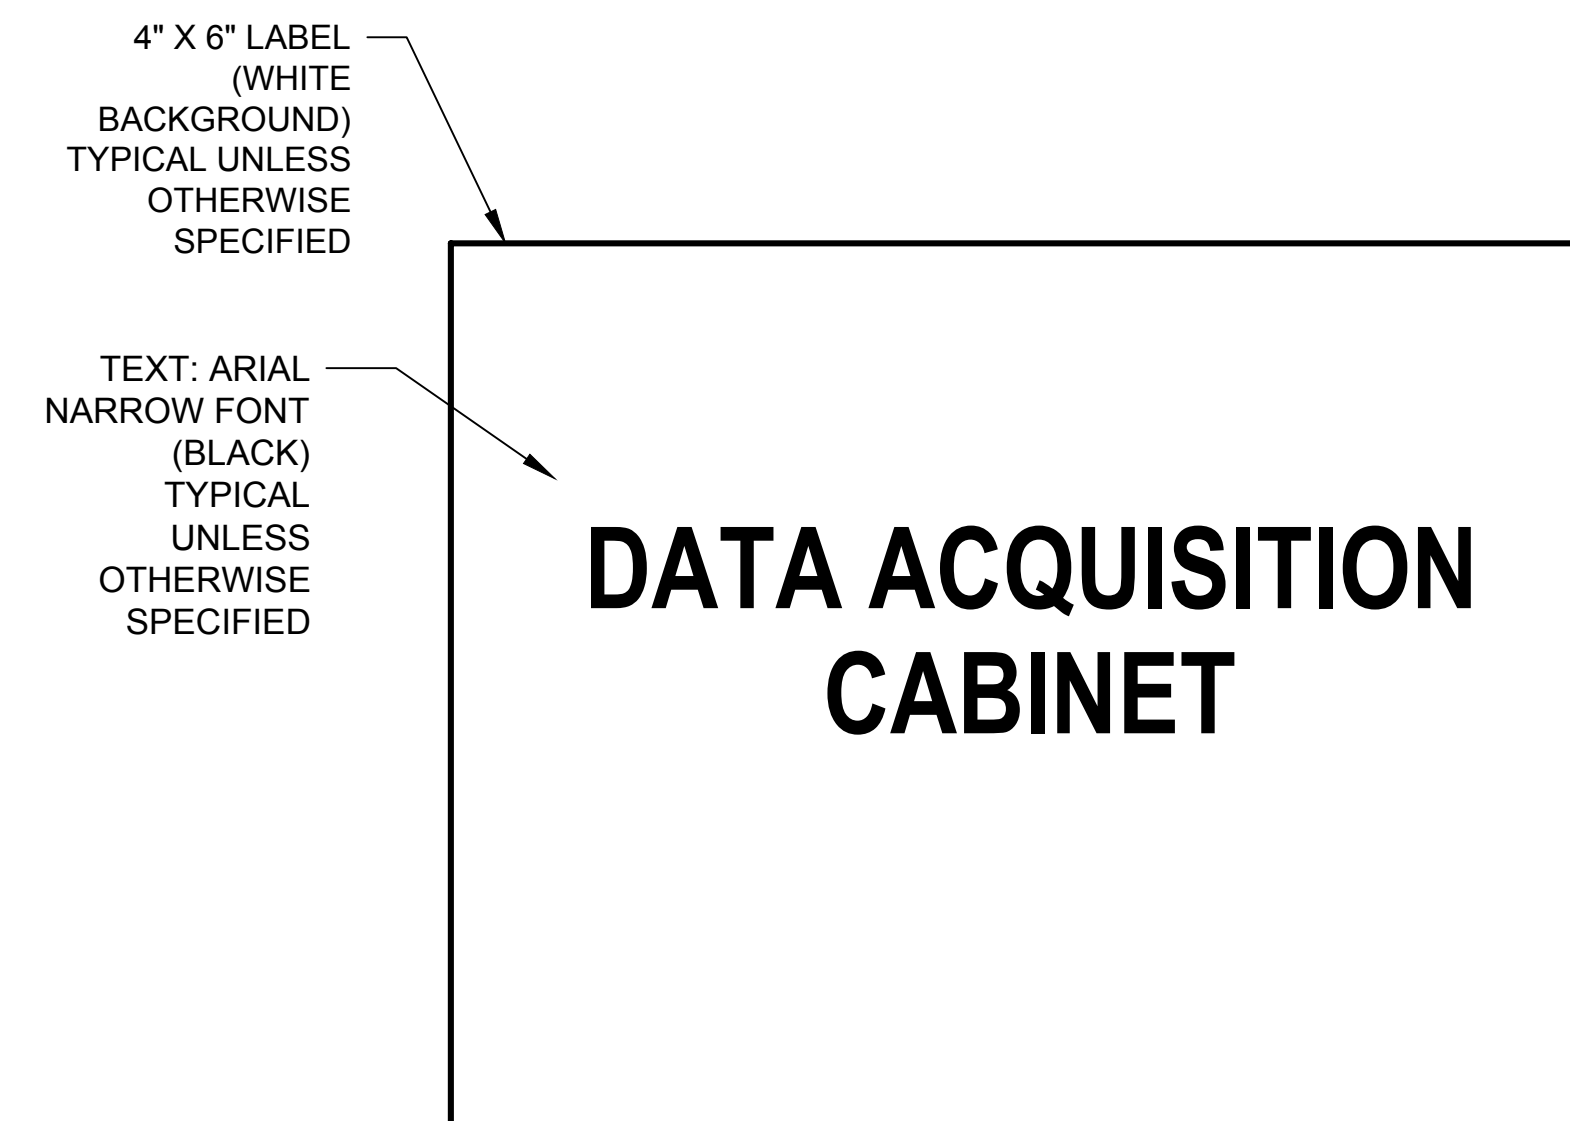 4" X 6" LABEL
(WHITE
BACKGROUND)
TYPICAL UNLESS
OTHERWISE
SPECIFIED
TEXT: ARIAL
NARROW FONT
(BLACK)
TYPICAL
UNLESS
OTHERWISE
SPECIFIED
DATA ACQUISITION
CABINET